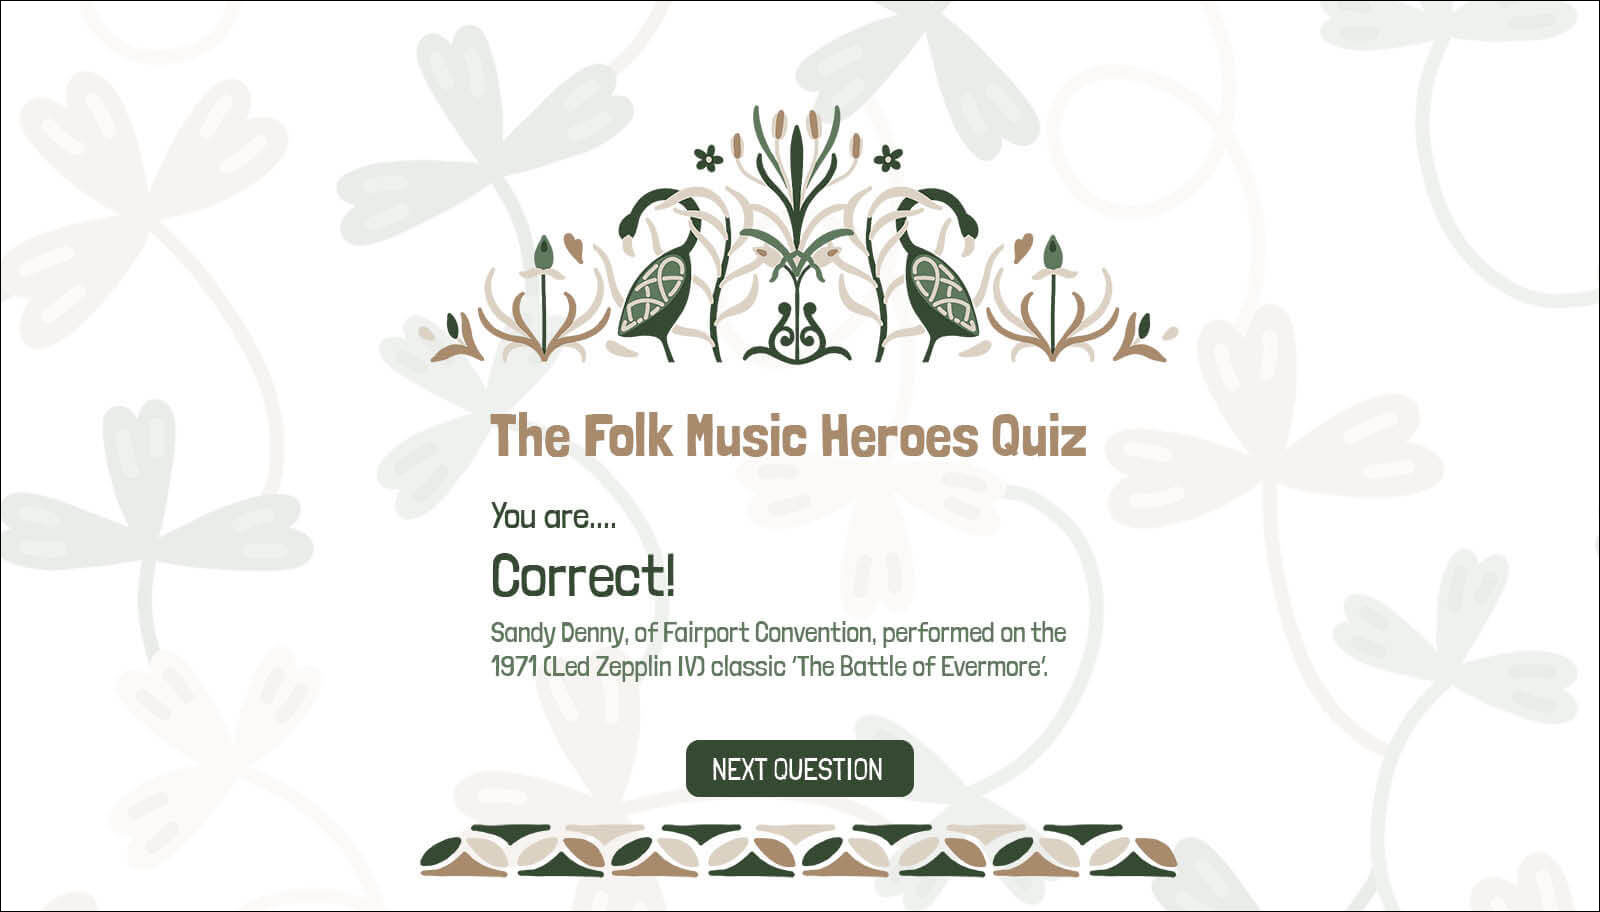 The Folk Music Heroes Quiz
You are....
Correct!
Sandy Denny, of Fairport Convention, performed on the
1971 (Led Zepplin IV) classic 'The Battle of Evermore'.
NEXT QUESTION